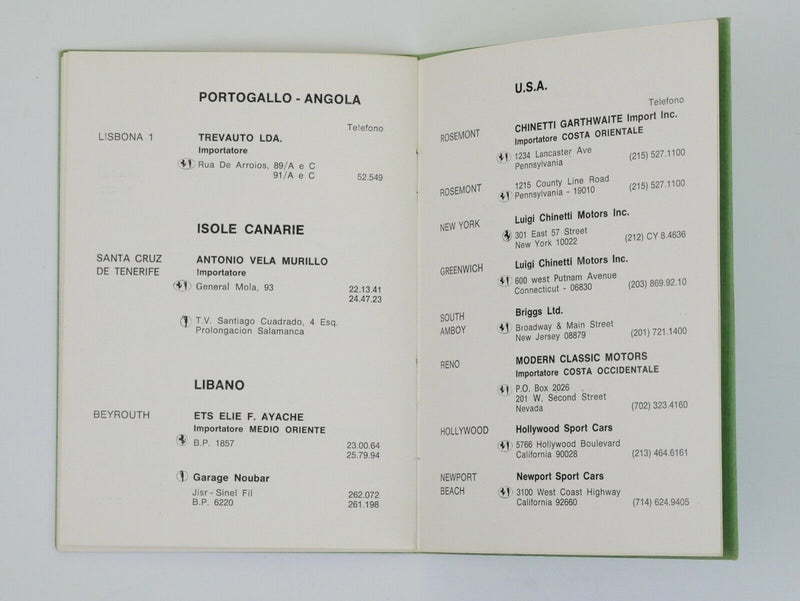 PORTOGALLO - ANGOLA
Telefono
LISBONA 1
TREVAUTO LDA.
Importatore
Rua De Arroios, 89/A e C
91/A e C 52.549
ISOLE CANARIE
SANTA CRUZ
DE TENERIFE
ANTONIO VELA MURILLO
Importatore
General Mola, 93 22.13.41
24.47.23
T.V. Santiago Cuadrado, 4 Esq.
Prolongacion Salamanca
LIBANO
BEYROUTH
ETS ELIE F. AYACHE
Importatore MEDIO ORIENTE
B.P. 1857 23.00.64
25.79.94
Garage Noubar
Jisr - Sinel Fil 262.072
B.P. 6220 261.198
U.S.A.
Telefono
ROSEMONT
CHINETTI GARTHWAITE Import Inc.
Importatore COSTA ORIENTALE
1234 Lancaster Ave (215) 527.1100
Pennsylvania
ROSEMONT
1215 County Line Road (215) 527.1100
Pennsylvania - 19010
NEW YORK
Luigi Chinetti Motors Inc.
301 East 57 Street
New York 10022 (212) CY 8.4636
GREENWICH
Luigi Chinetti Motors Inc.
600 west Putnam Avenue
Connecticut - 06830 (203) 869.92.10
SOUTH
AMBOY
Briggs Ltd.
Broadway & Main Street
New Jersey 08879 (201) 721.1400
RENO
MODERN CLASSIC MOTORS
Importatore COSTA OCCIDENTALE
P.O. Box 2026
201 W. Second Street
Nevada (702) 323.4160
HOLLYWOOD
Hollywood Sport Cars
5766 Hollywood Boulevard
California 90028 (213) 464.6161
NEWPORT
BEACH
Newport Sport Cars
3100 West Coast Highway
California 92660 (714) 624.9405